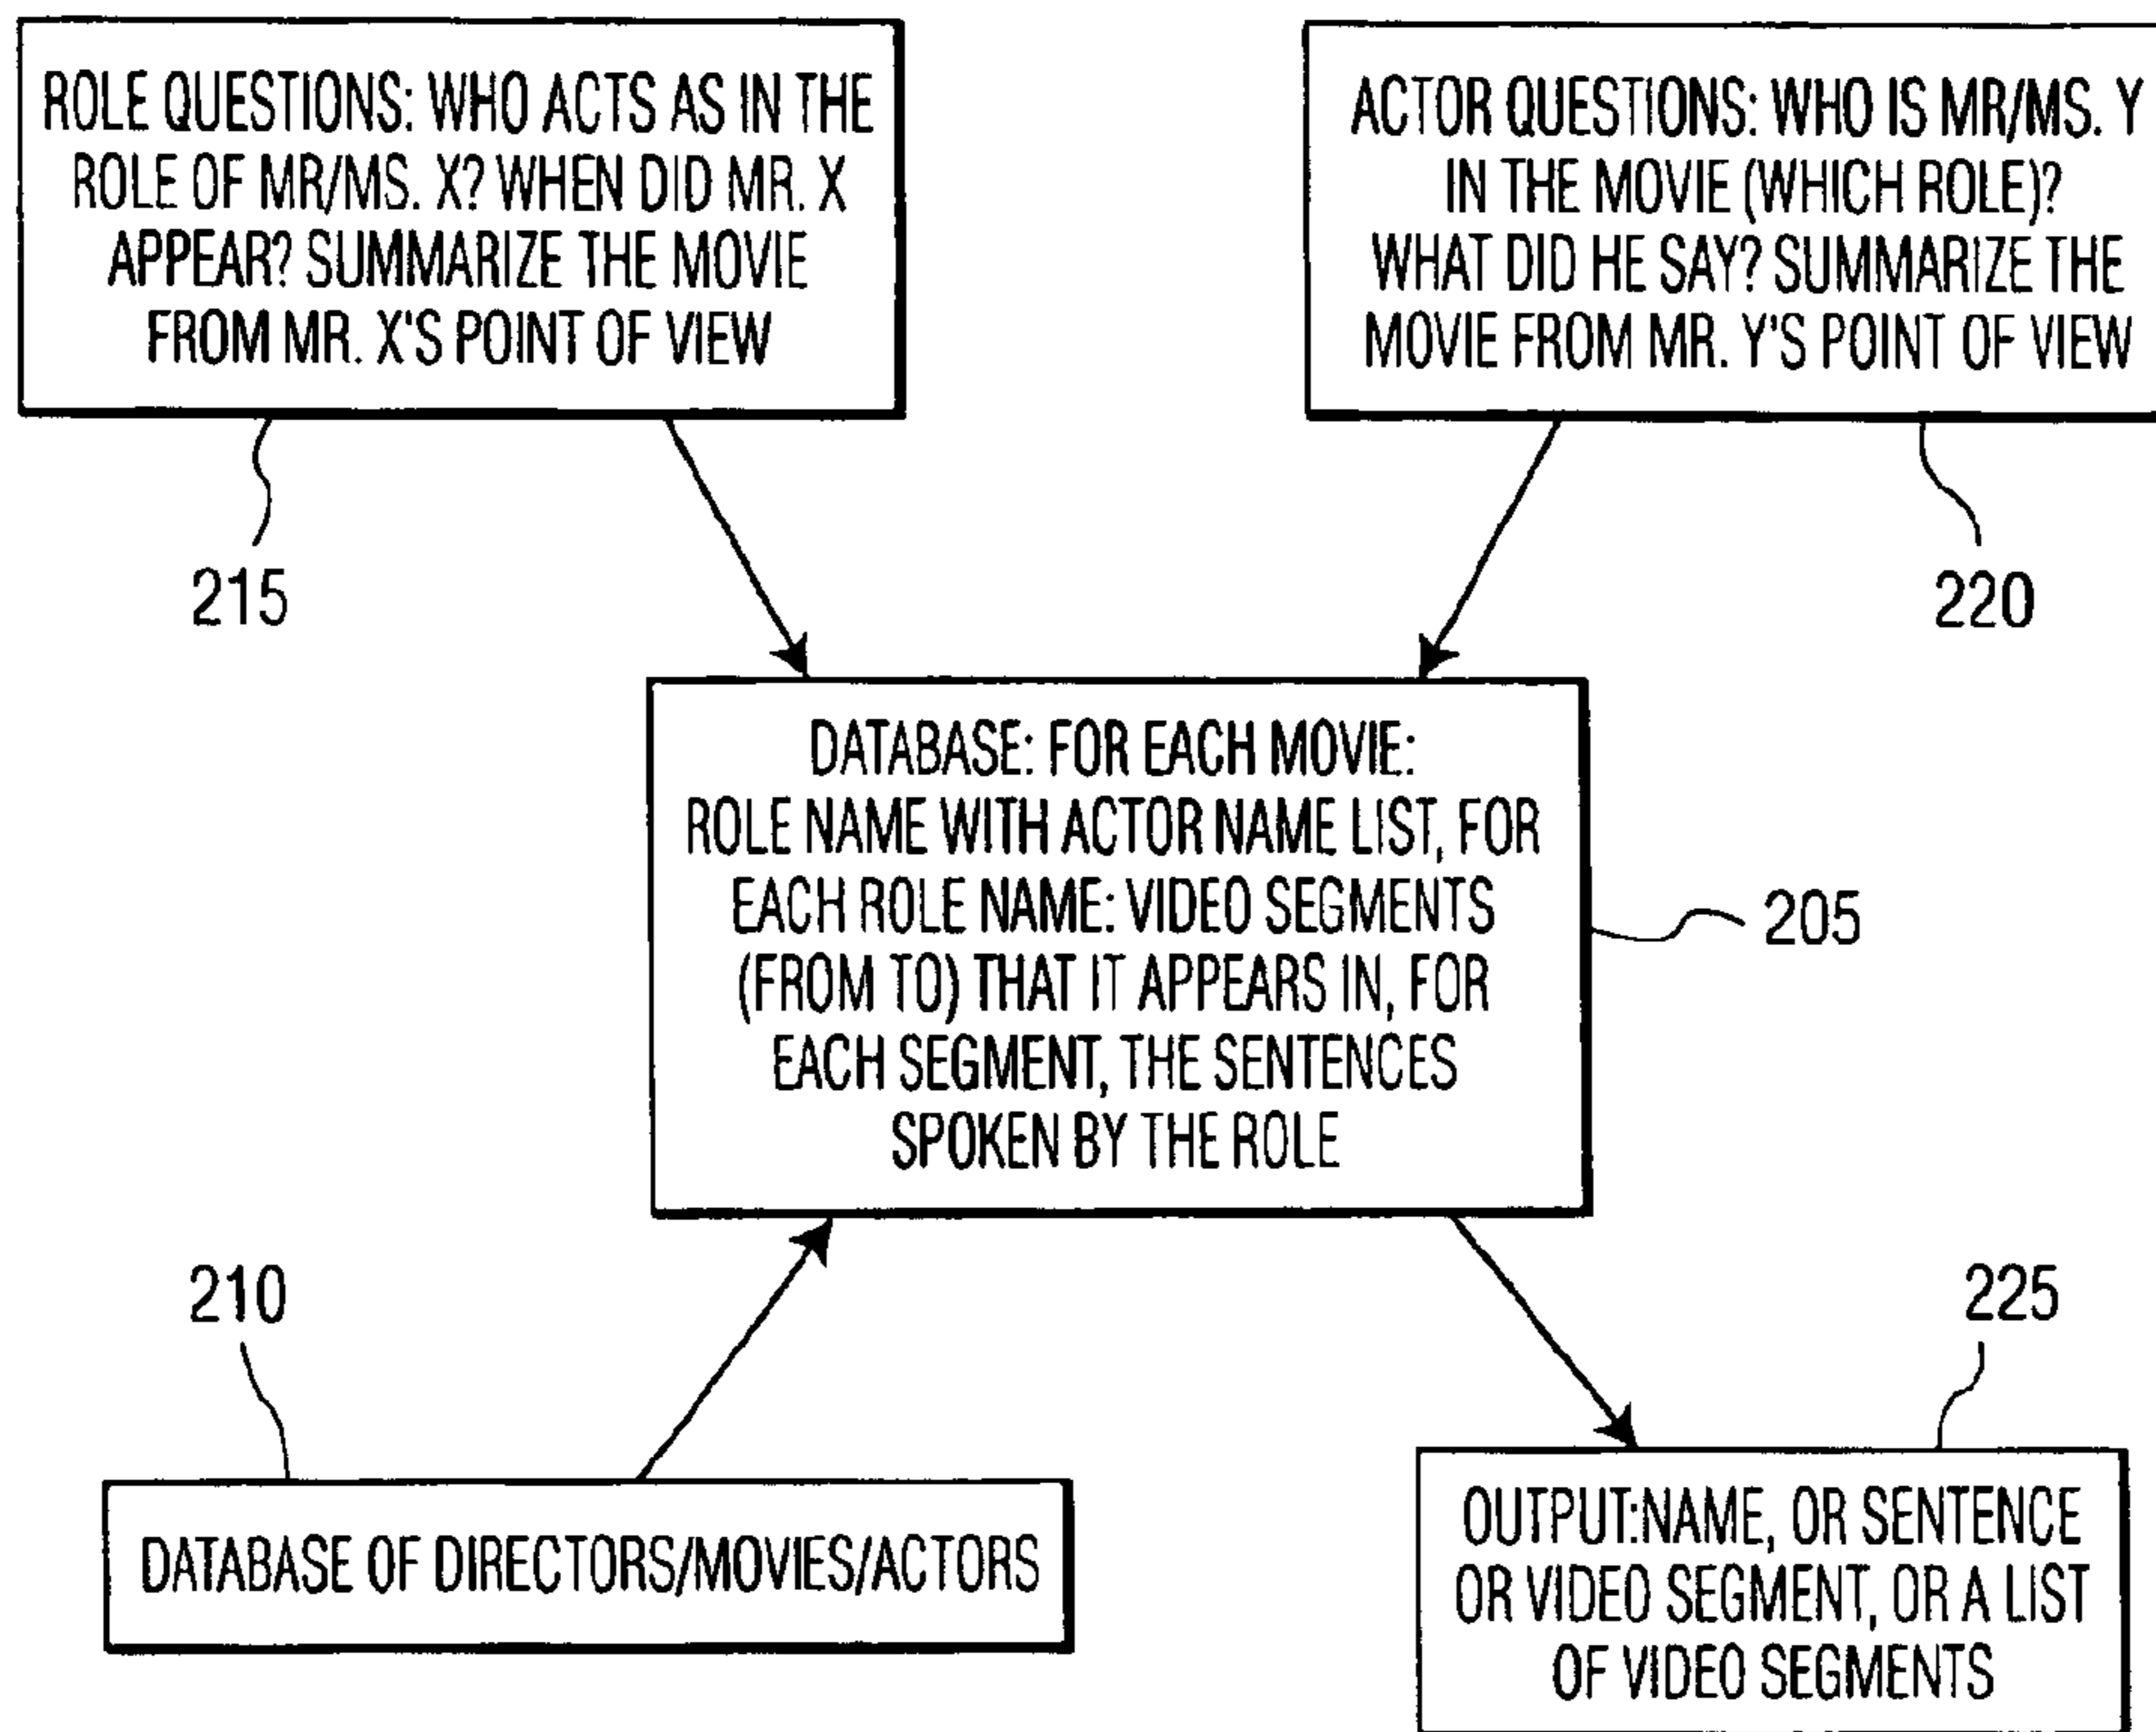 ROLE QUESTIONS: WHO ACTS AS IN THE
ROLE OF MR/MS. X? WHEN DID MR. X
APPEAR? SUMMARIZE THE MOVIE
FROM MR. X'S POINT OF VIEW
215
ACTOR QUESTIONS: WHO IS MR/MS. Y
IN THE MOVIE (WHICH ROLE)?
WHAT DID HE SAY? SUMMARIZE THE
MOVIE FROM MR. Y'S POINT OF VIEW
220
DATABASE: FOR EACH MOVIE:
ROLE NAME WITH ACTOR NAME LIST, FOR
EACH ROLE NAME: VIDEO SEGMENTS
(FROM TO) THAT IT APPEARS IN, FOR
EACH SEGMENT, THE SENTENCES
SPOKEN BY THE ROLE
205
210
DATABASE OF DIRECTORS/MOVIES/ACTORS
225
OUTPUT:NAME, OR SENTENCE
OR VIDEO SEGMENT, OR A LIST
OF VIDEO SEGMENTS